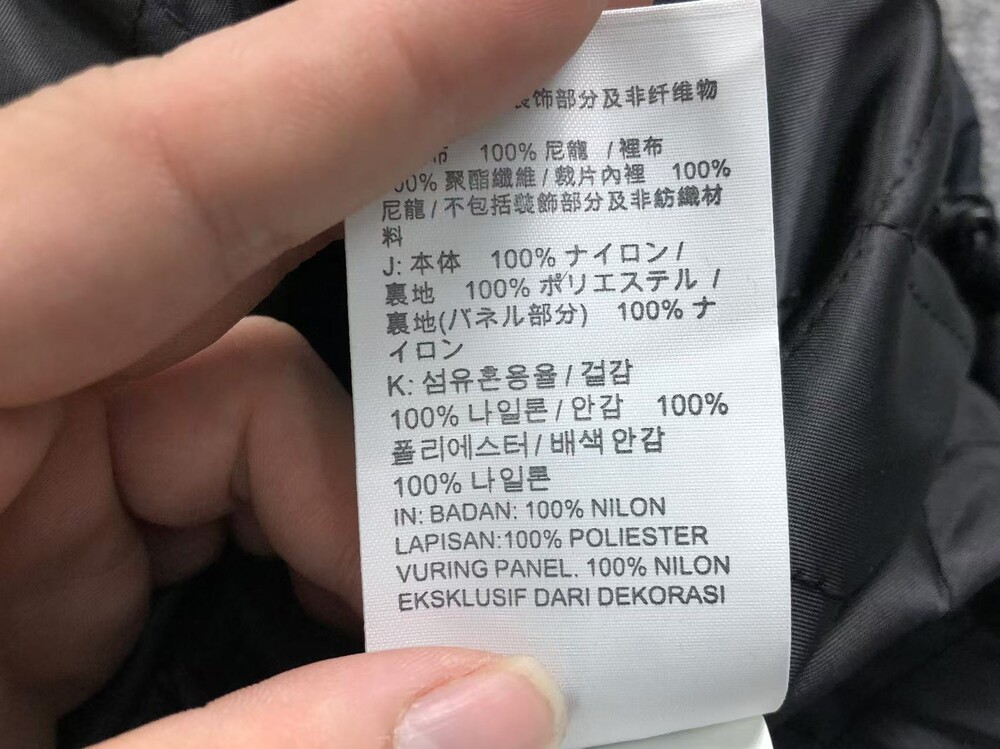 饰部分及非纤维物
布 100% 尼龍 / 裡布
00% 聚酯纖維 / 裁片內裡 100%
尼龍 / 不包括裝飾部分及非紡織材
料
J: 本体 100% ナイロン /
裏地 100% ポリエステル /
裏地(バネル部分) 100% ナ
イロン
K: 섬유혼용율 / 겉감
100% 나일론 / 안감 100%
폴리에스터 / 배색안감
100% 나일론
IN: BADAN: 100% NILON
LAPISAN:100% POLIESTER
VURING PANEL. 100% NILON
EKSKLUSIF DARI DEKORASI